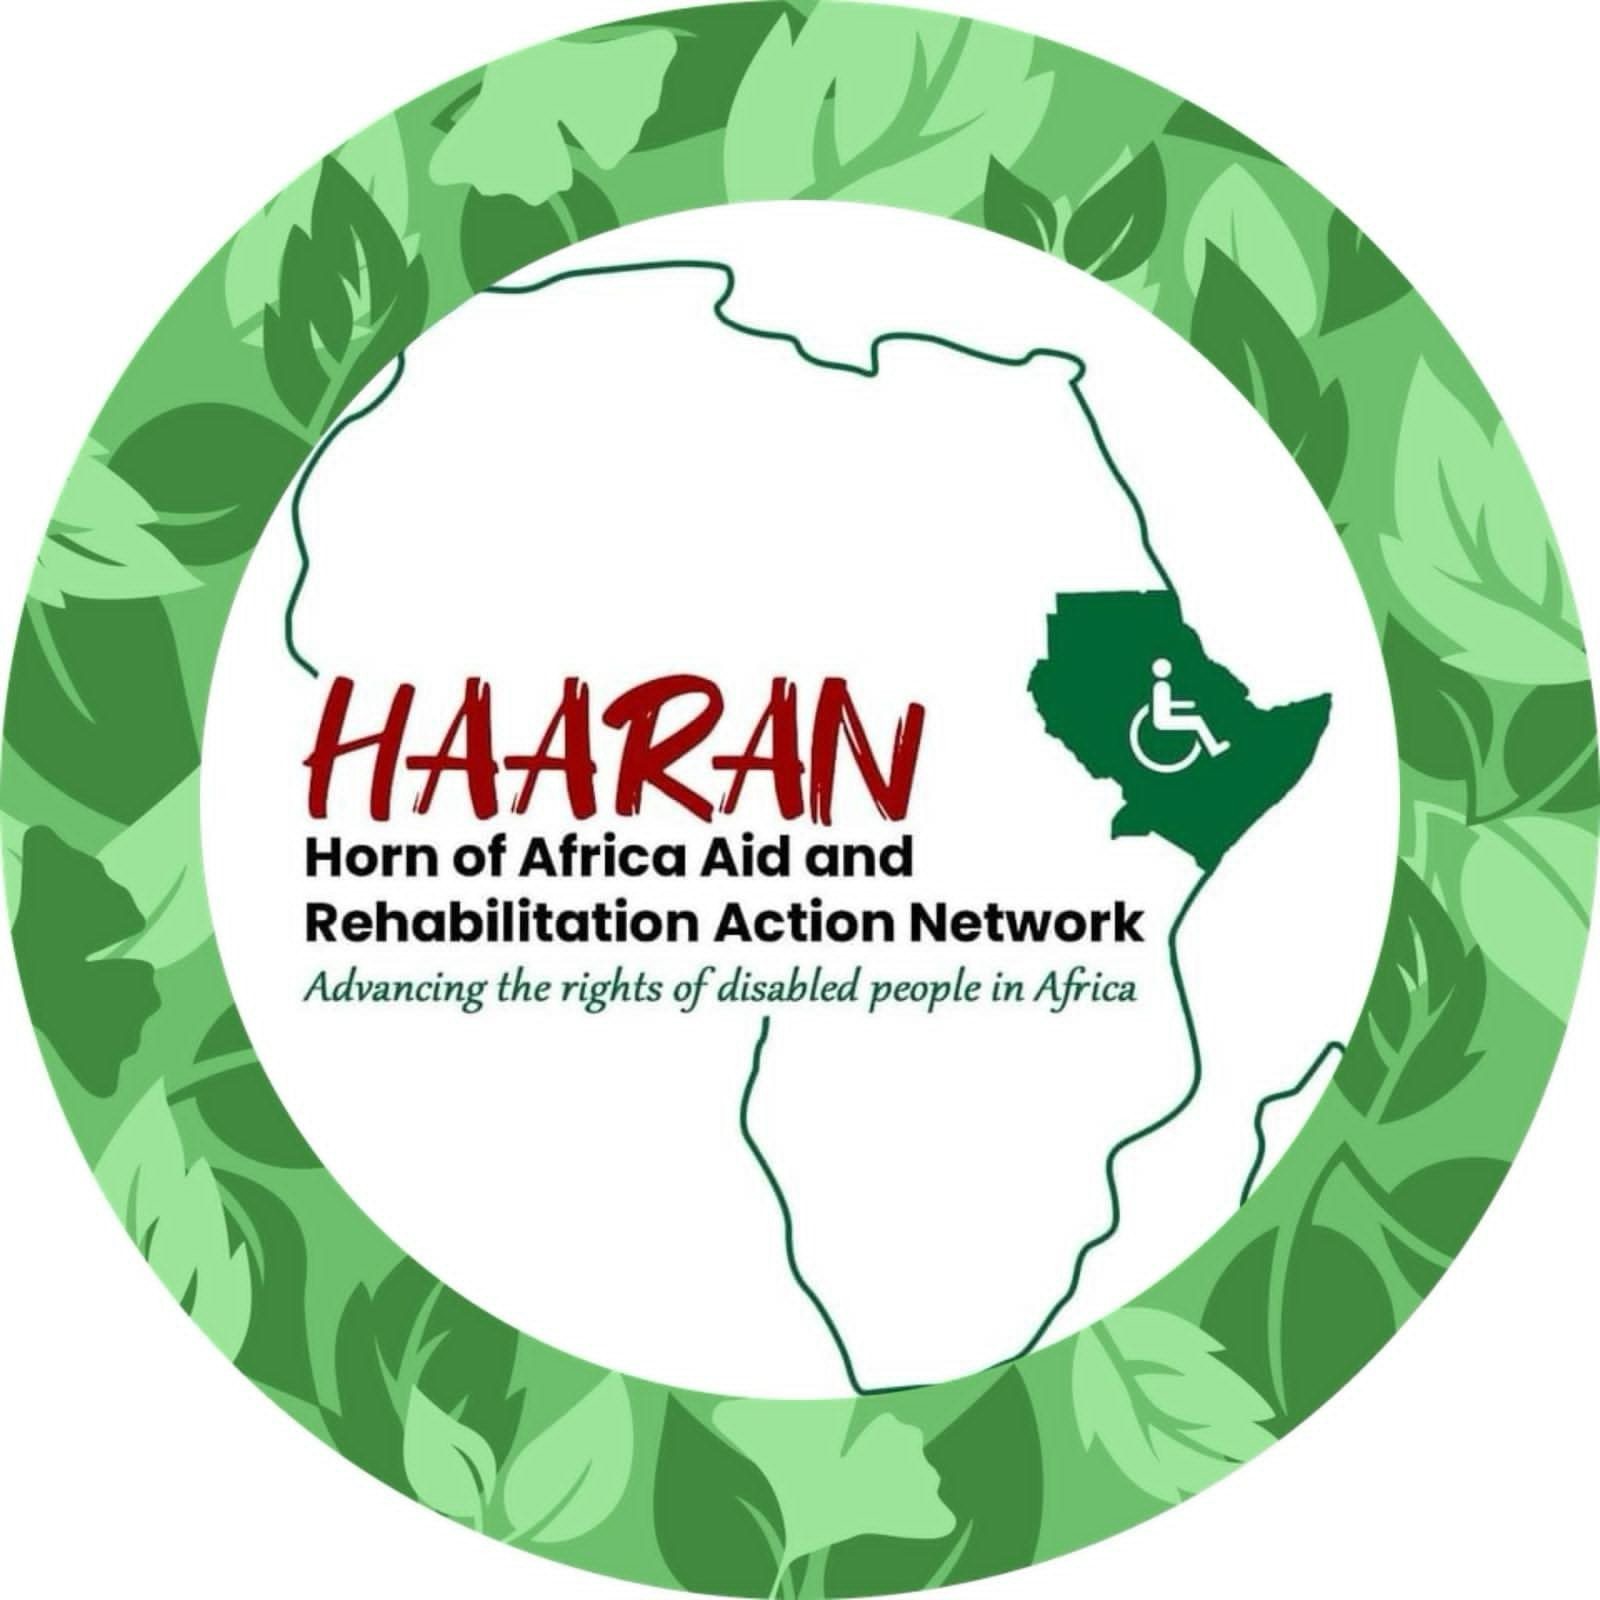 HAARAN
Horn of Africa Aid and
Rehabilitation Action Network
Advancing the rights of disabled people in Africa